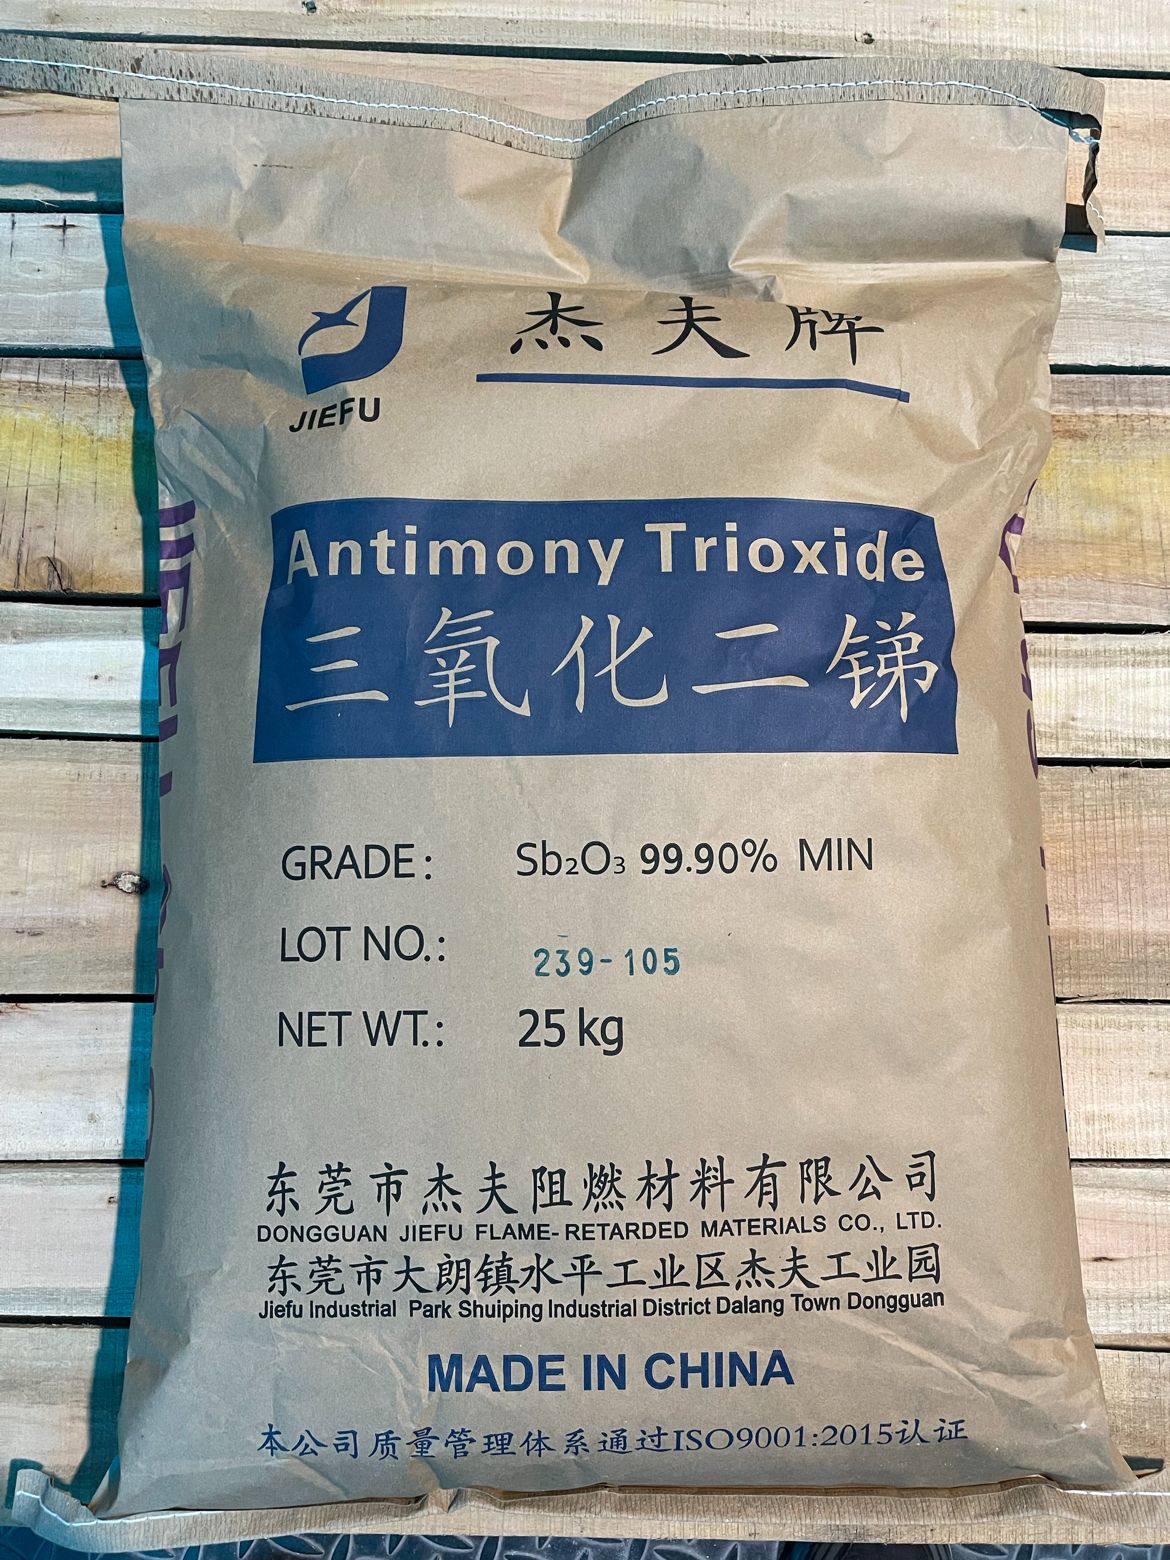 杰夫牌
JIEFU
Antimony Trioxide
三氧化二锑
GRADE: Sb₂O₃ 99.90% MIN
LOT NO.: 239-105
NET WT.: 25 kg
东莞市杰夫阻燃材料有限公司
DONGGUAN JIEFU FLAME-RETARDED MATERIALS CO., LTD.
东莞市大朗镇水平工业区杰夫工业园
Jiefu Industrial Park Shuiping Industrial District Dalang Town Dongguan
MADE IN CHINA
本公司质量管理体系通过ISO9001:2015认证